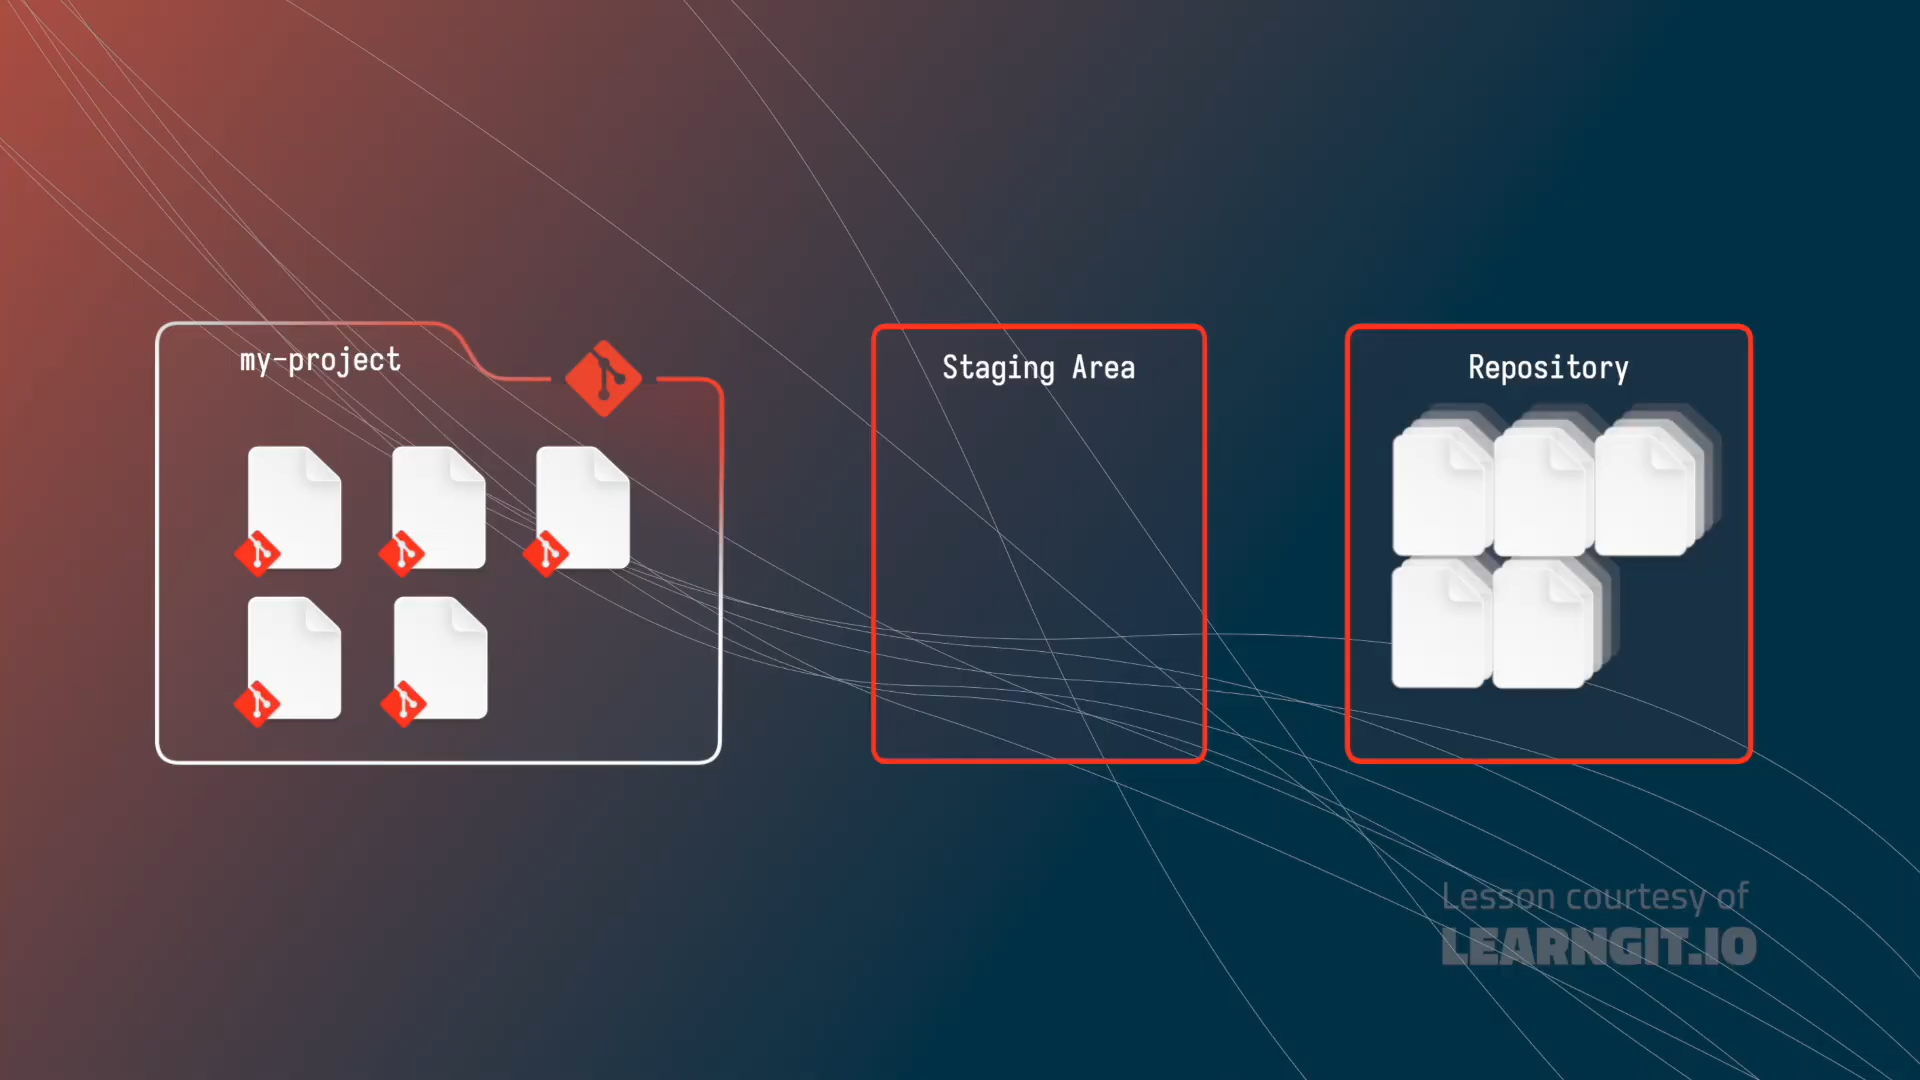 my-project
Staging Area
Repository
Lesson courtesy of
LEARNGIT.IO